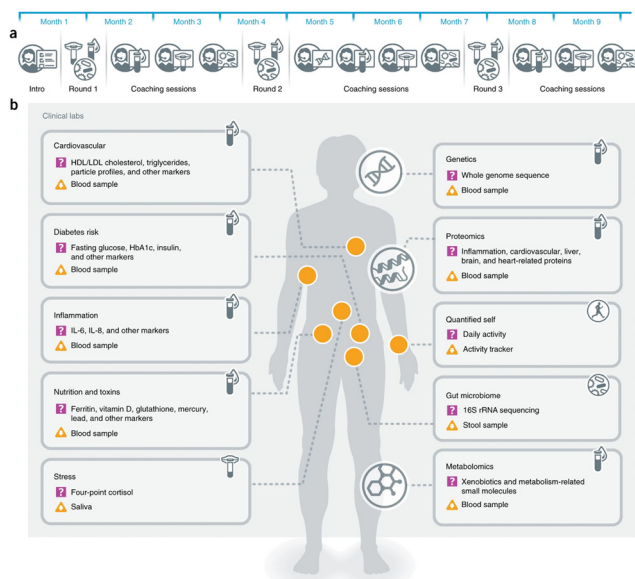 Month 1 Month 2 Month 3 Month 4 Month 5 Month 6 Month 7 Month 8 Month 9
a
Intro Round 1 Coaching sessions Round 2 Coaching sessions Round 3 Coaching sessions
b
Clinical labs
Cardiovascular
? HDL/LDL cholesterol, triglycerides,
particle profiles, and other markers
Blood sample
Diabetes risk
? Fasting glucose, HbA1c, insulin,
and other markers
Blood sample
Inflammation
? IL-6, IL-8, and other markers
Blood sample
Nutrition and toxins
? Ferritin, vitamin D, glutathione, mercury,
lead, and other markers
Blood sample
Stress
? Four-point cortisol
Saliva
Genetics
? Whole genome sequence
Blood sample
Proteomics
? Inflammation, cardiovascular, liver,
brain, and heart-related proteins
Blood sample
Quantified self
? Daily activity
Activity tracker
Gut microbiome
? 16S rRNA sequencing
Stool sample
Metabolomics
? Xenobiotics and metabolism-related
small molecules
Blood sample